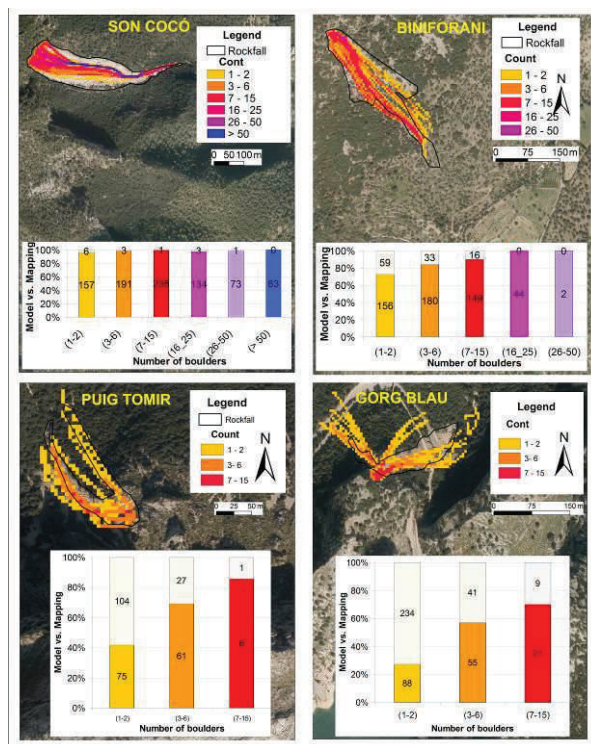 SON COCÓ
Legend
Rockfall
Cont
1 - 2
3 - 6
7 - 15
16 - 25
26 - 50
> 50
0 50 100 m
Model vs. Mapping
100%
80%
60%
40%
20%
0%
6 3 1 3 1 0
157 191 134 73 63
(1-2) (3-6) (7-15) (16_25) (26-50) (> 50)
Number of boulders
BINIFORANI
Legend
Rockfall
Count
1 - 2
3 - 6
7 - 15
16 - 25
26 - 50
N
0 75 150 m
Model vs. Mapping
100%
80%
60%
40%
20%
0%
59 33 16 0 0
156 180 149 44 2
(1-2) (3-6) (7-15) (16_25) (26-50)
Number of boulders
PUIG TOMIR
Legend
Rockfall
Count
1 - 2
3 - 6
7 - 15
N
0 25 50 m
Model vs. Mapping
100%
80%
60%
40%
20%
0%
104 27 1
75 61 6
(1-2) (3-6) (7-15)
Number of boulders
GORG BLAU
Legend
Cont
1 - 2
3 - 6
7 - 15
N
0 75 150 m
Model vs. Mapping
100%
80%
60%
40%
20%
0%
234 41 9
88 55
(1-2) (3-6) (7-15)
Number of boulders